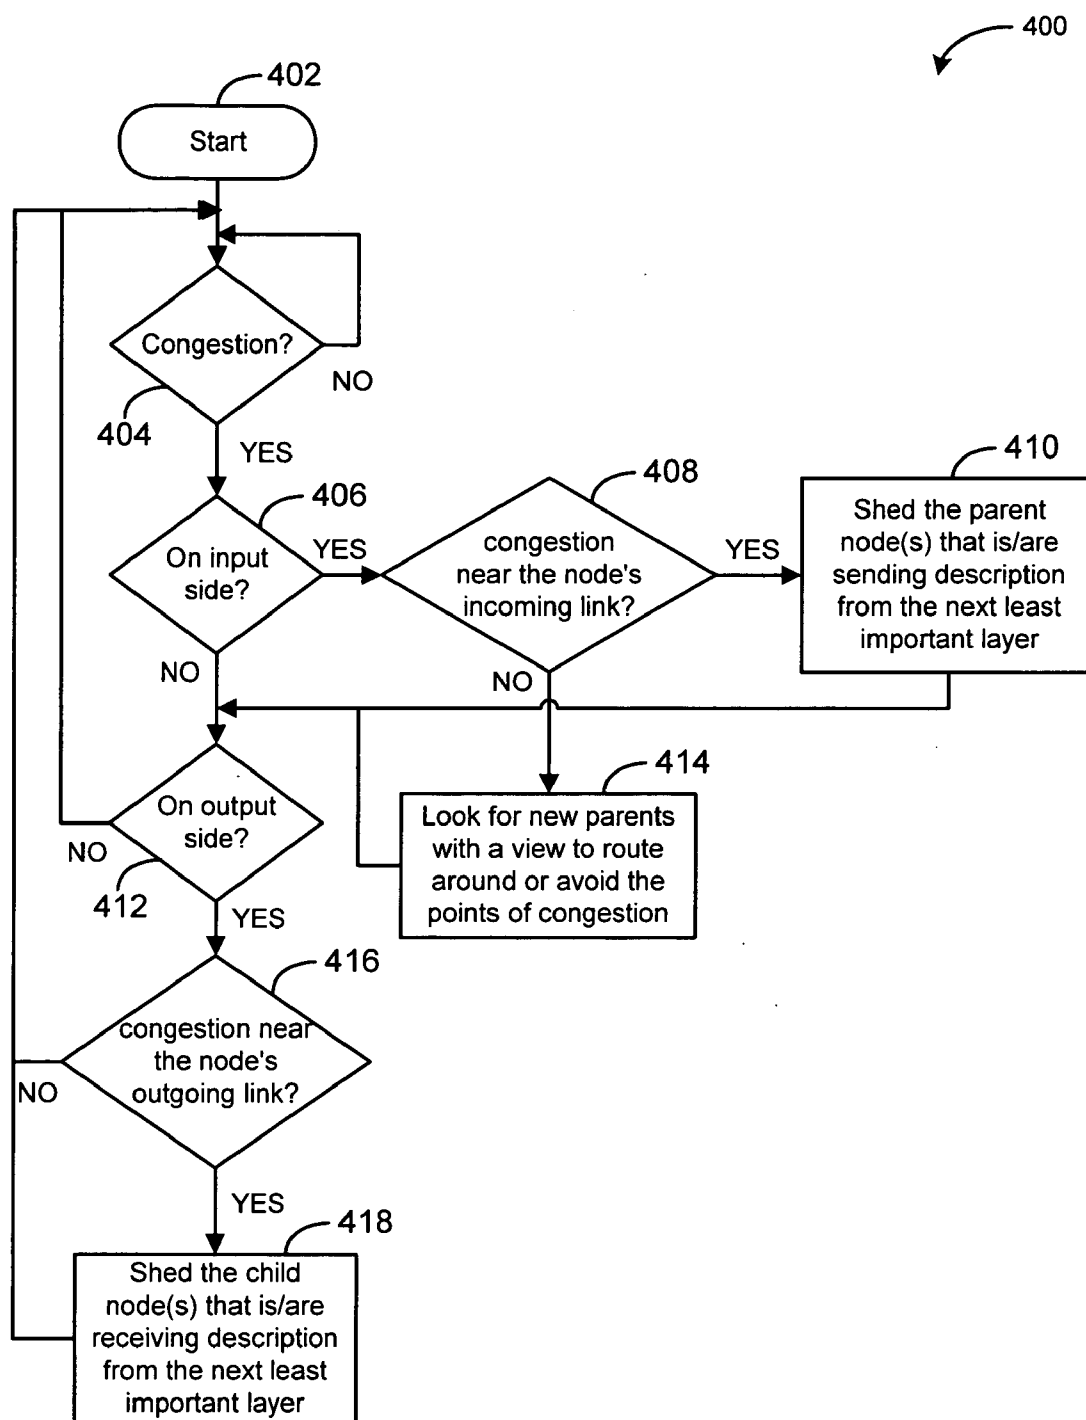 400
402
Start
Congestion?
NO
404
YES
406
On input
side?
YES
NO
408
congestion
near the node's
incoming link?
YES
NO
410
Shed the parent
node(s) that is/are
sending description
from the next least
important layer
On output
side?
NO
412
YES
414
Look for new parents
with a view to route
around or avoid the
points of congestion
416
congestion near
the node's
outgoing link?
NO
YES
418
Shed the child
node(s) that is/are
receiving description
from the next least
important layer